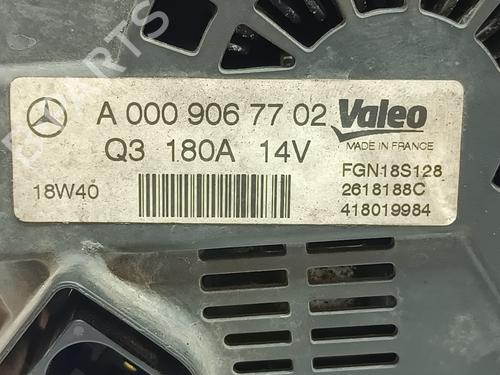 A 000 906 77 02 Valeo
MADE IN FRANCE
Q3 180A 14V
FGN18S128
18W40
2618188C
418019984